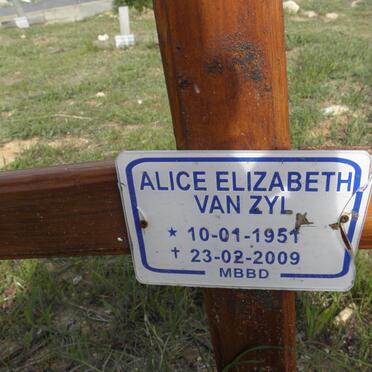 ALICE ELIZABETH
VAN ZYL
★ 10-01-1951
† 23-02-2009
MBBD